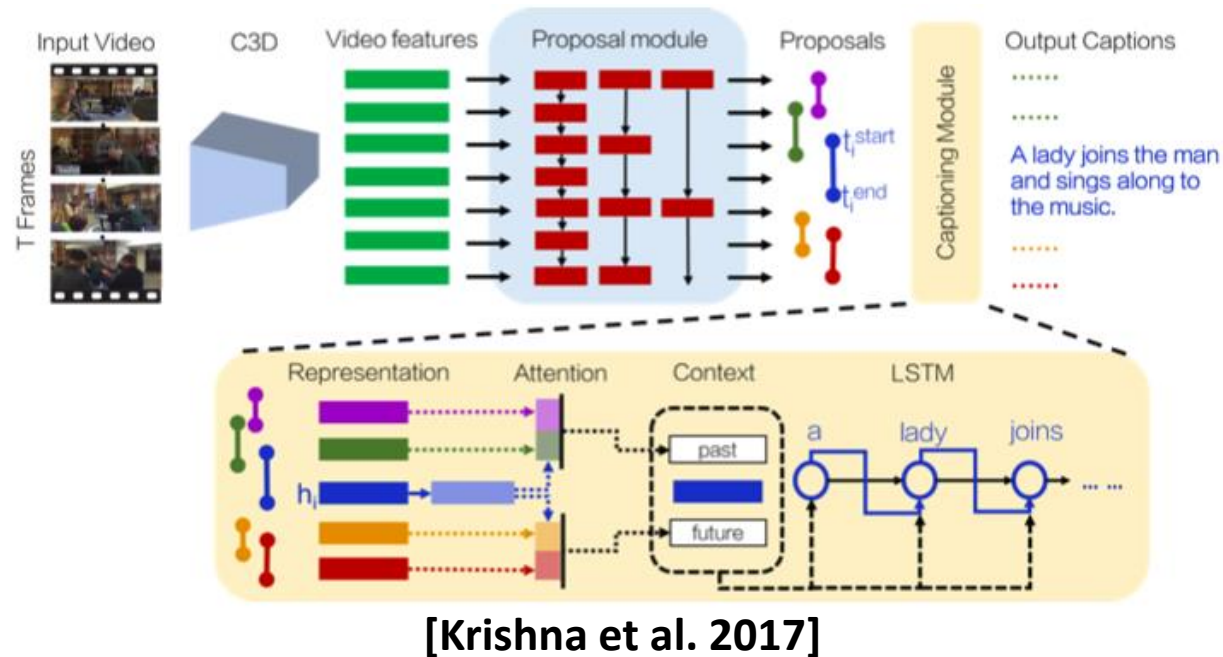 Input Video
C3D
Video features
Proposal module
Proposals
Output Captions
T Frames
t_i^start
t_i^end
Captioning Module
......
......
A lady joins the man
and sings along to
the music.
......
......
Representation
Attention
Context
LSTM
h_i
past
future
a
lady
joins
... ...
[Krishna et al. 2017]